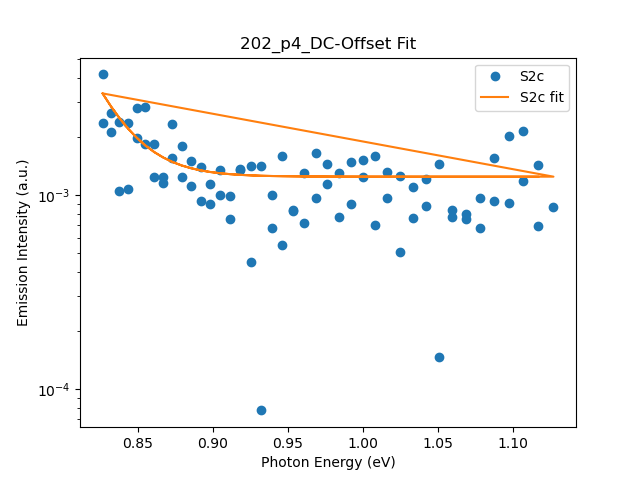 202_p4_DC-Offset Fit
S2c
S2c fit
Emission Intensity (a.u.)
10⁻³
10⁻⁴
0.85 0.90 0.95 1.00 1.05 1.10
Photon Energy (eV)